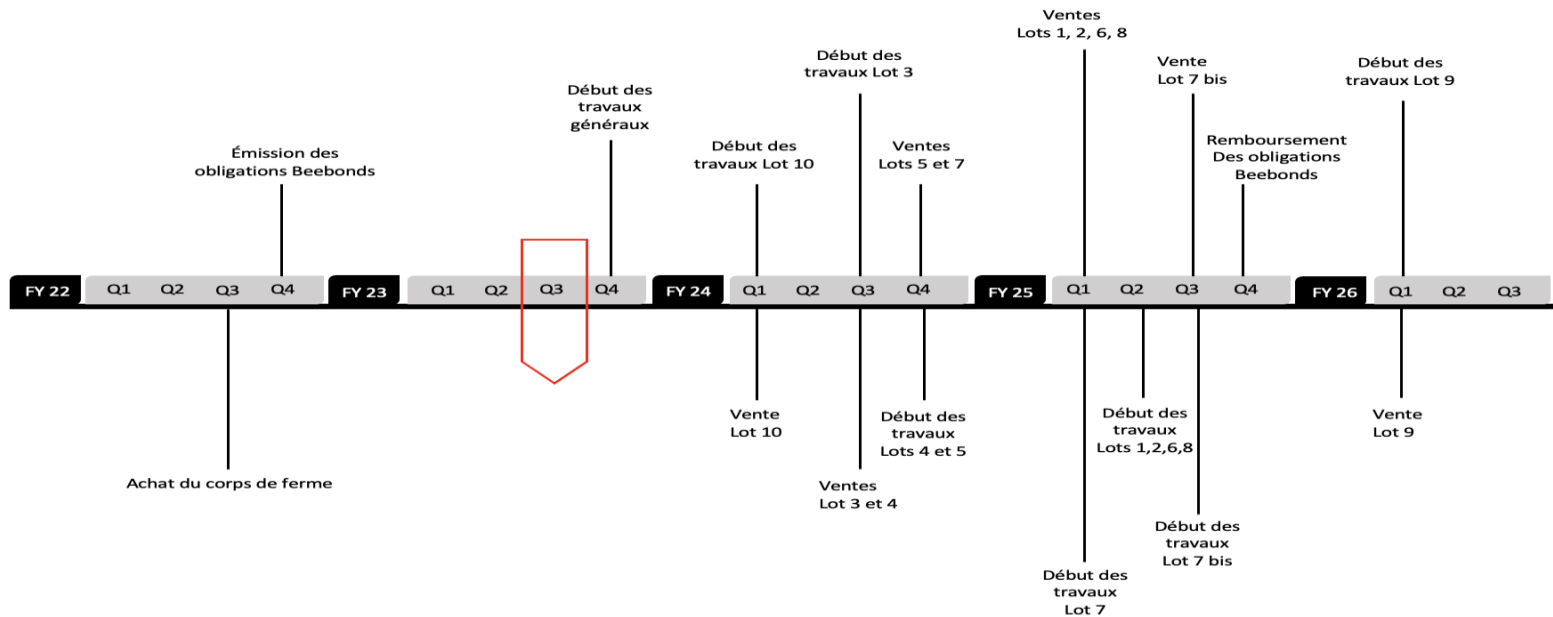 Ventes
Lots 1, 2, 6, 8
Début des
travaux Lot 3
Vente
Lot 7 bis
Début des
travaux Lot 9
Début des
travaux
généraux
Émission des
obligations Beebonds
Début des
travaux Lot 10
Ventes
Lots 5 et 7
Remboursement
Des obligations
Beebonds
FY 22 Q1 Q2 Q3 Q4 FY 23 Q1 Q2 Q3 Q4 FY 24 Q1 Q2 Q3 Q4 FY 25 Q1 Q2 Q3 Q4 FY 26 Q1 Q2 Q3
Achat du corps de ferme
Vente
Lot 10
Ventes
Lot 3 et 4
Début des
travaux
Lots 4 et 5
Début des
travaux
Lot 7
Début des
travaux
Lots 1,2,6,8
Début des
travaux
Lot 7 bis
Vente
Lot 9